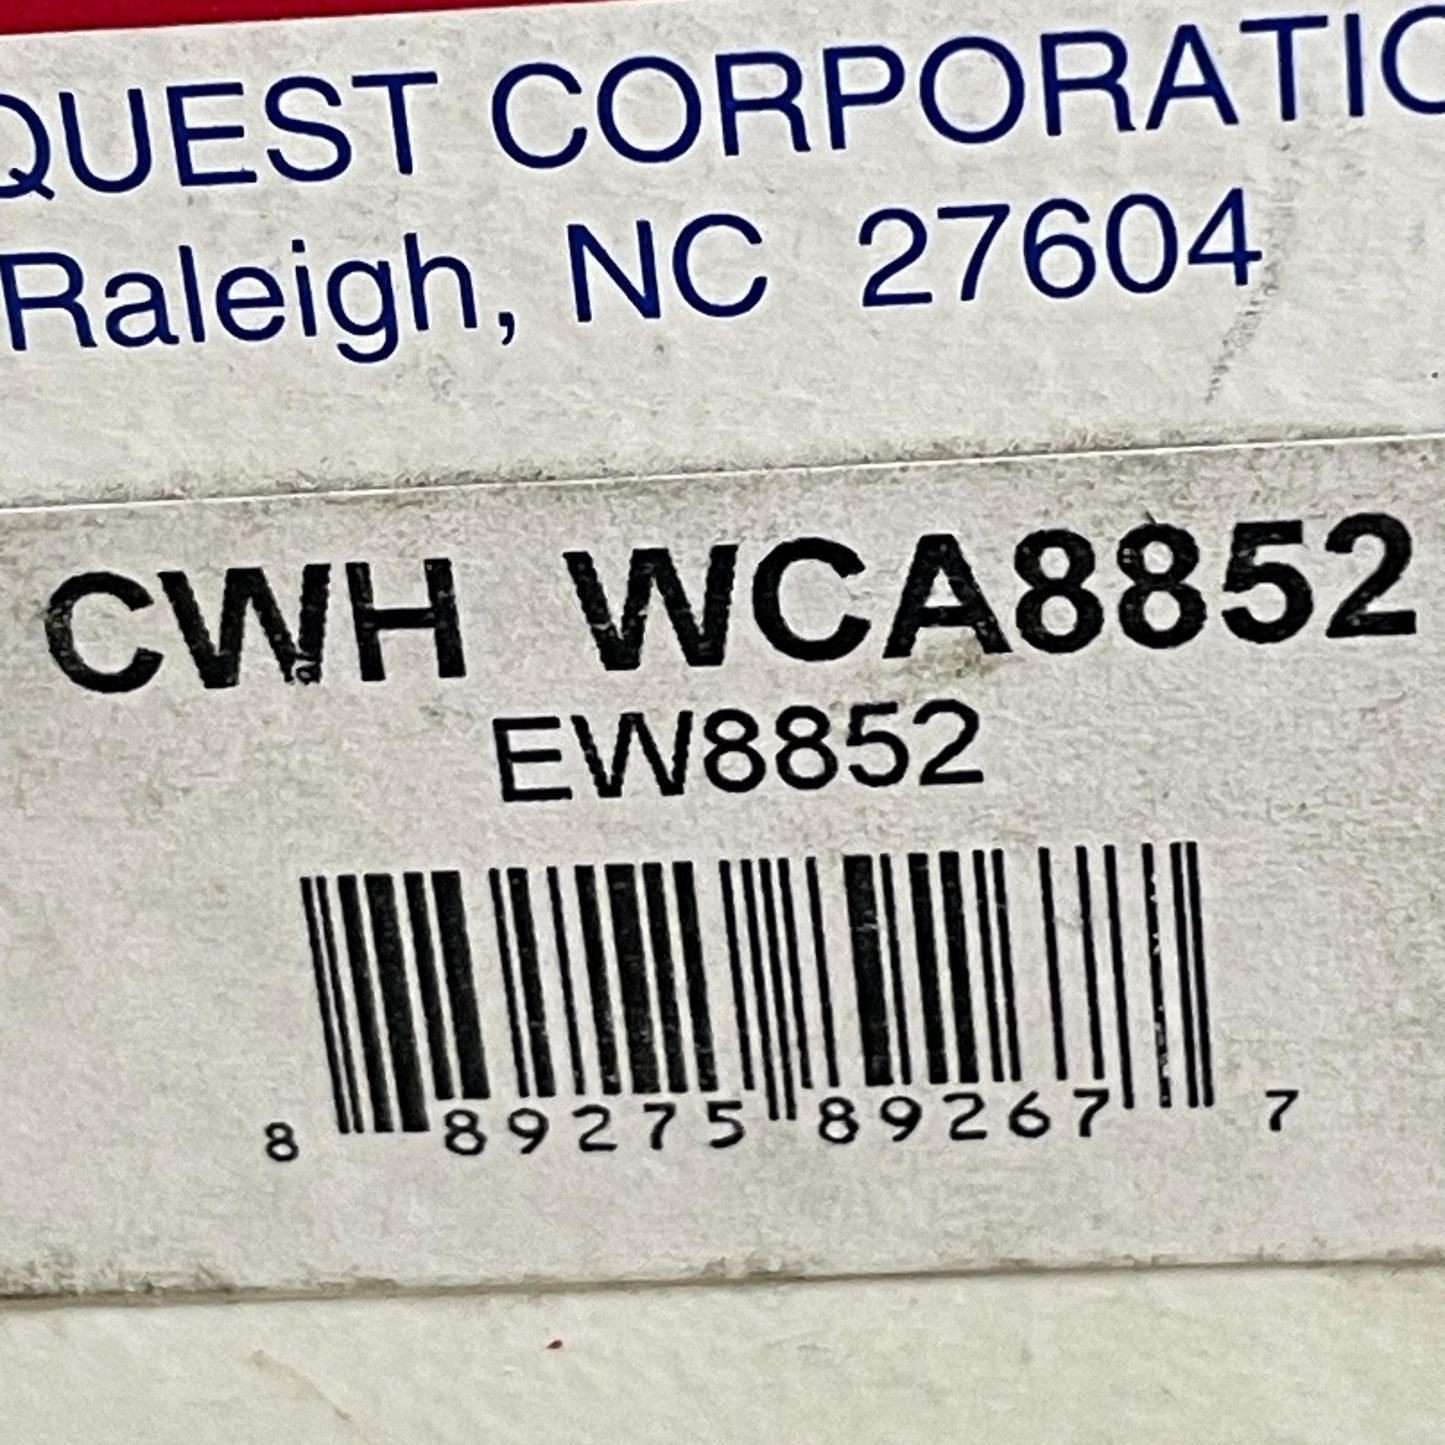 QUEST CORPORATIO
Raleigh, NC 27604
CWH WCA8852
EW8852
8 89275 89267 7